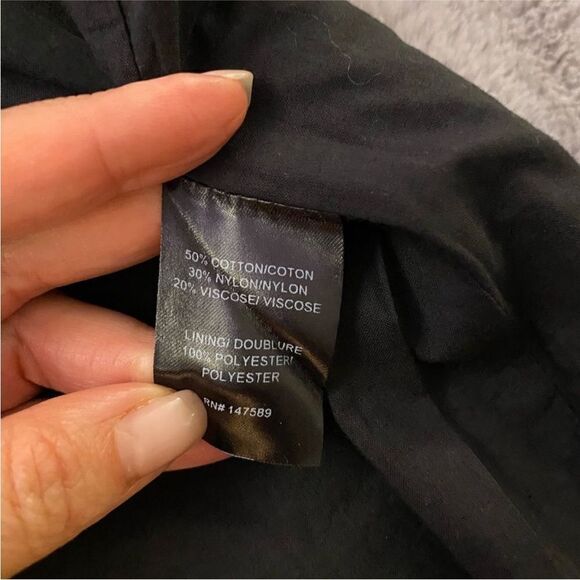 50% COTTON/COTON
30% NYLON/NYLON
20% VISCOSE/ VISCOSE
LINING/ DOUBLURE
100% POLYESTER/
POLYESTER
RN# 147589